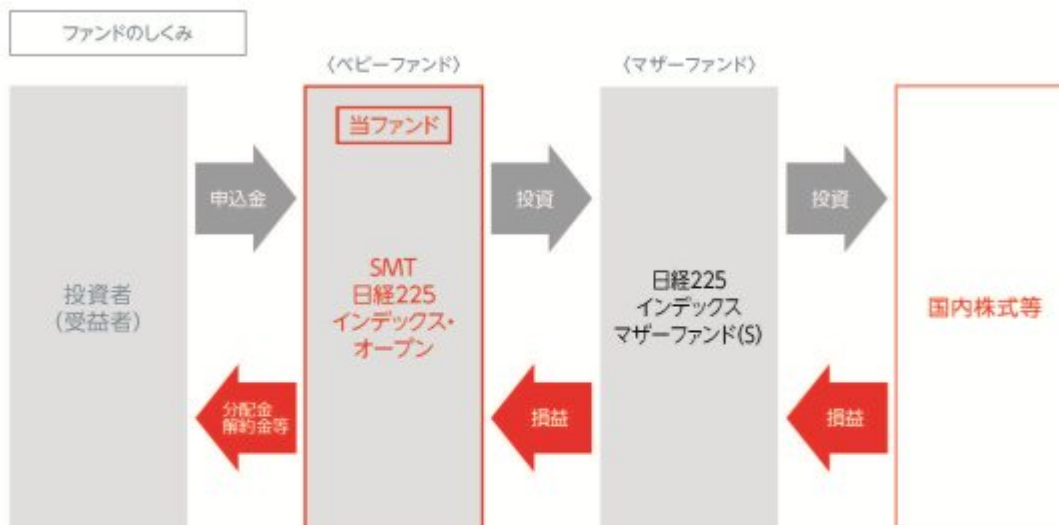 ファンドのしくみ
〈ベビーファンド〉
〈マザーファンド〉
当ファンド
申込金
投資
投資
投資者
(受益者)
SMT
日経225
インデックス・
オープン
日経225
インデックス
マザーファンド(S)
国内株式等
分配金
解約金等
損益
損益